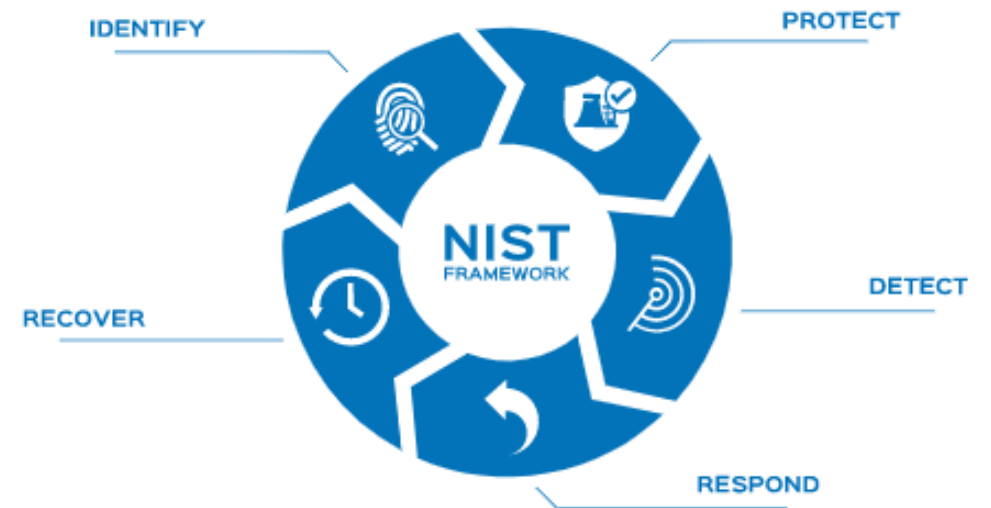 IDENTIFY
PROTECT
NIST
FRAMEWORK
DETECT
RECOVER
RESPOND